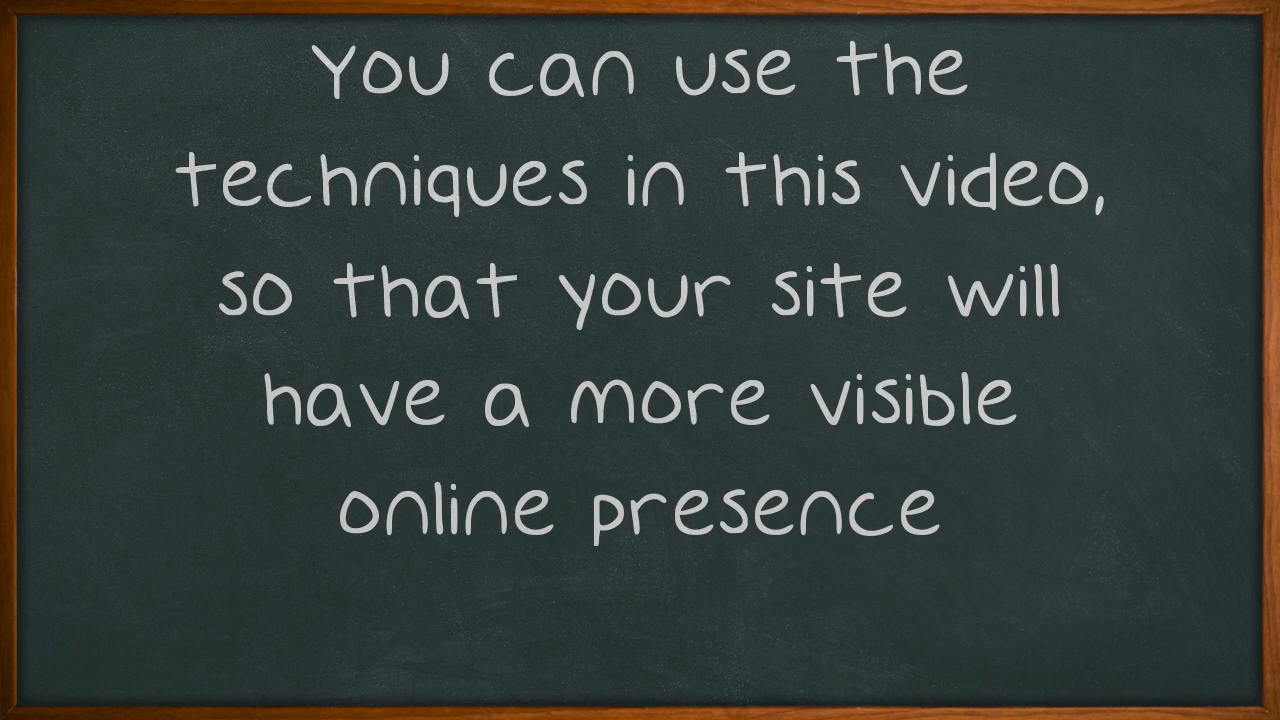 You can use the
techniques in this video,
so that your site will
have a more visible
online presence